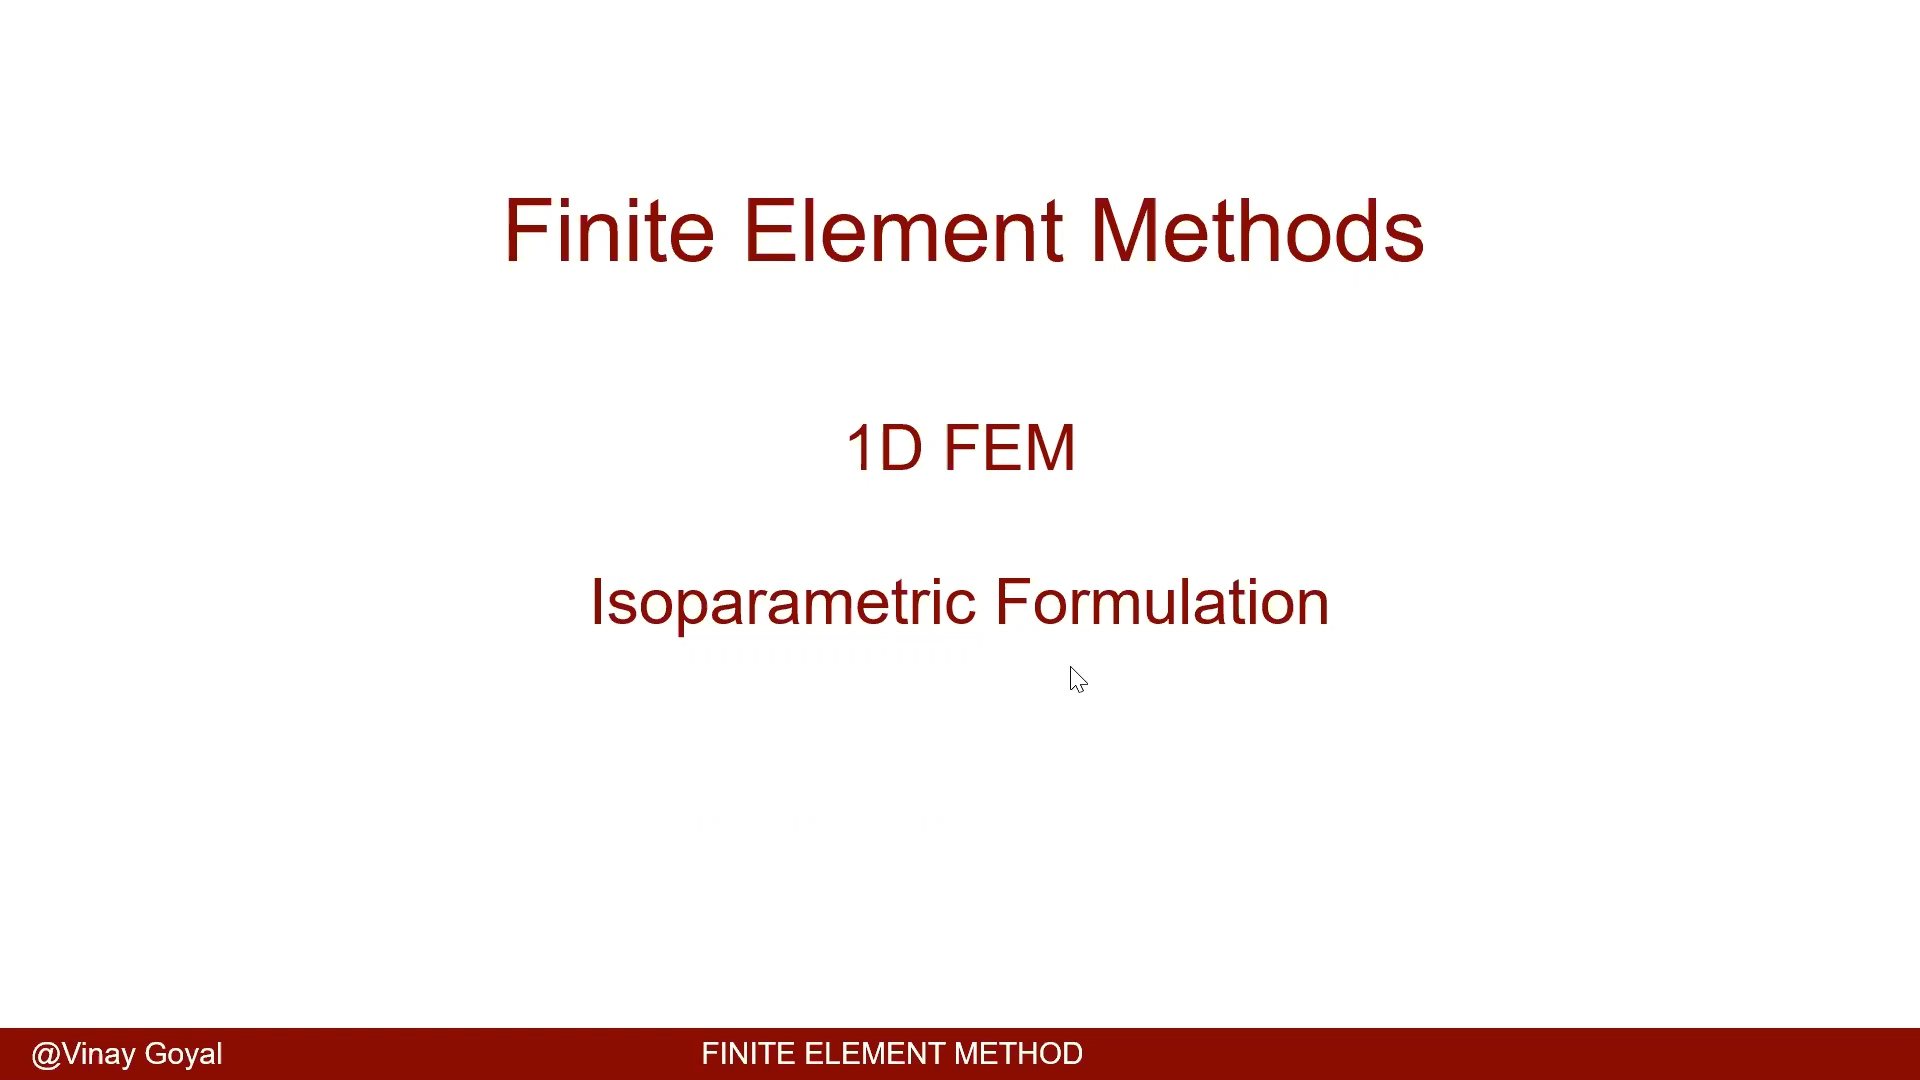 Finite Element Methods
1D FEM
Isoparametric Formulation
@Vinay Goyal
FINITE ELEMENT METHOD